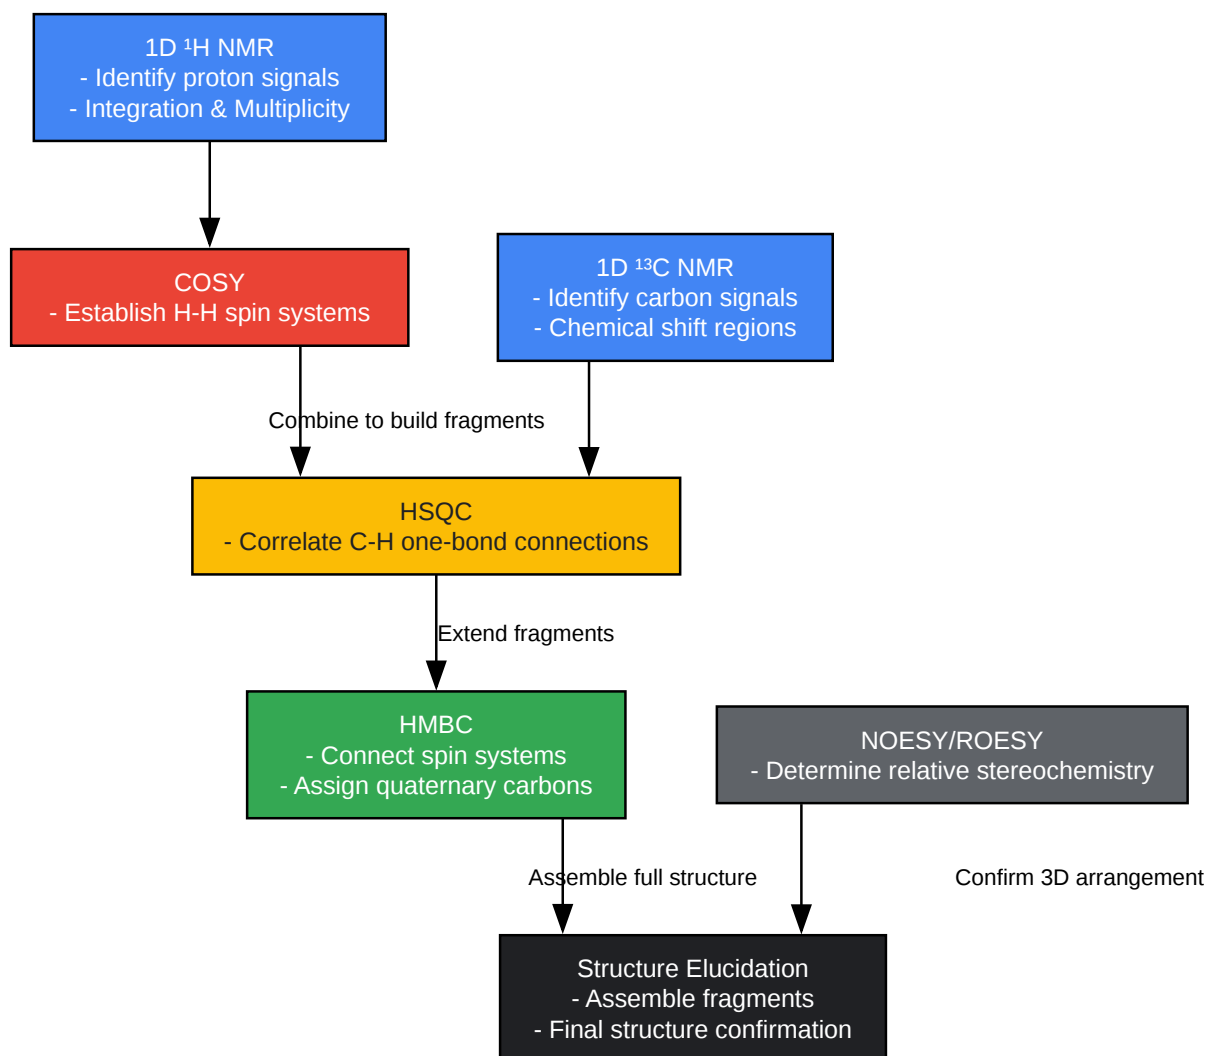 1D ¹H NMR
- Identify proton signals
- Integration & Multiplicity
COSY
- Establish H-H spin systems
1D ¹³C NMR
- Identify carbon signals
- Chemical shift regions
Combine to build fragments
HSQC
- Correlate C-H one-bond connections
Extend fragments
HMBC
- Connect spin systems
- Assign quaternary carbons
NOESY/ROESY
- Determine relative stereochemistry
Assemble full structure
Confirm 3D arrangement
Structure Elucidation
- Assemble fragments
- Final structure confirmation